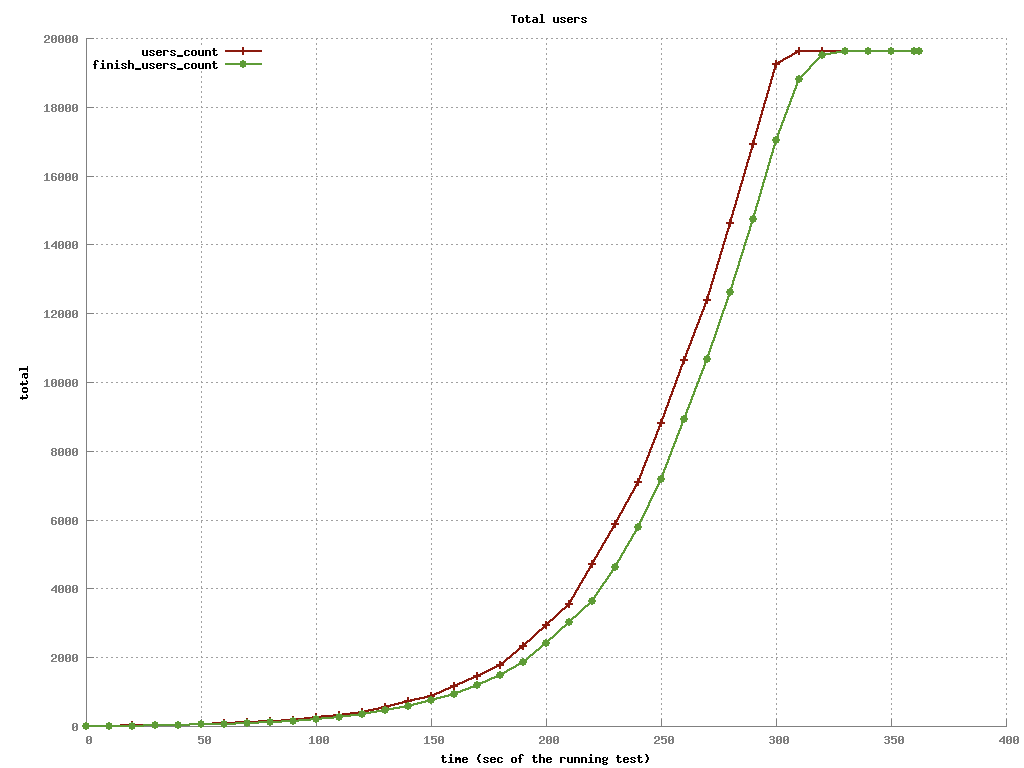 Total users
users_count
finish_users_count
20000
18000
16000
14000
12000
10000
8000
6000
4000
2000
0
total
0 50 100 150 200 250 300 350 400
time (sec of the running test)